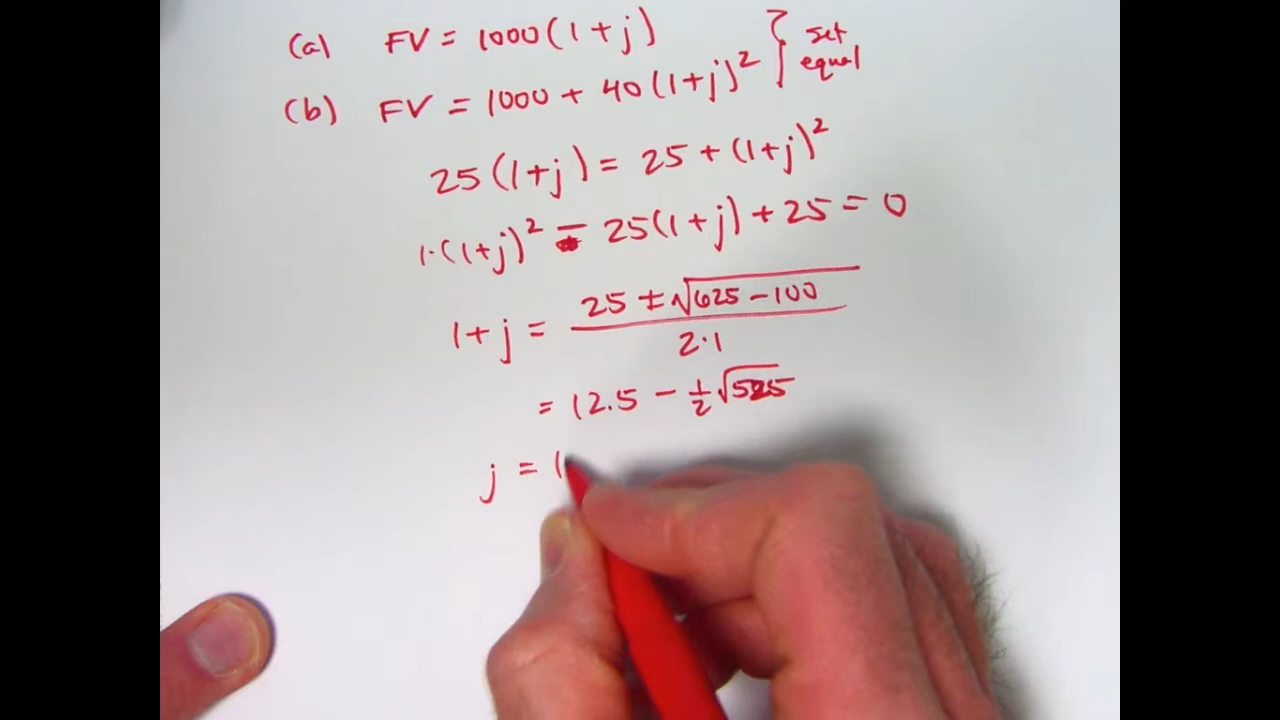 (a) FV = 1000(1+j)
(b) FV = 1000 + 40(1+j)² } set equal
25(1+j) = 25 + (1+j)²
1·(1+j)² − 25(1+j) + 25 = 0
1+j = (25 ± √(625 − 100)) / (2·1)
= 12.5 − ½√525
j = 1